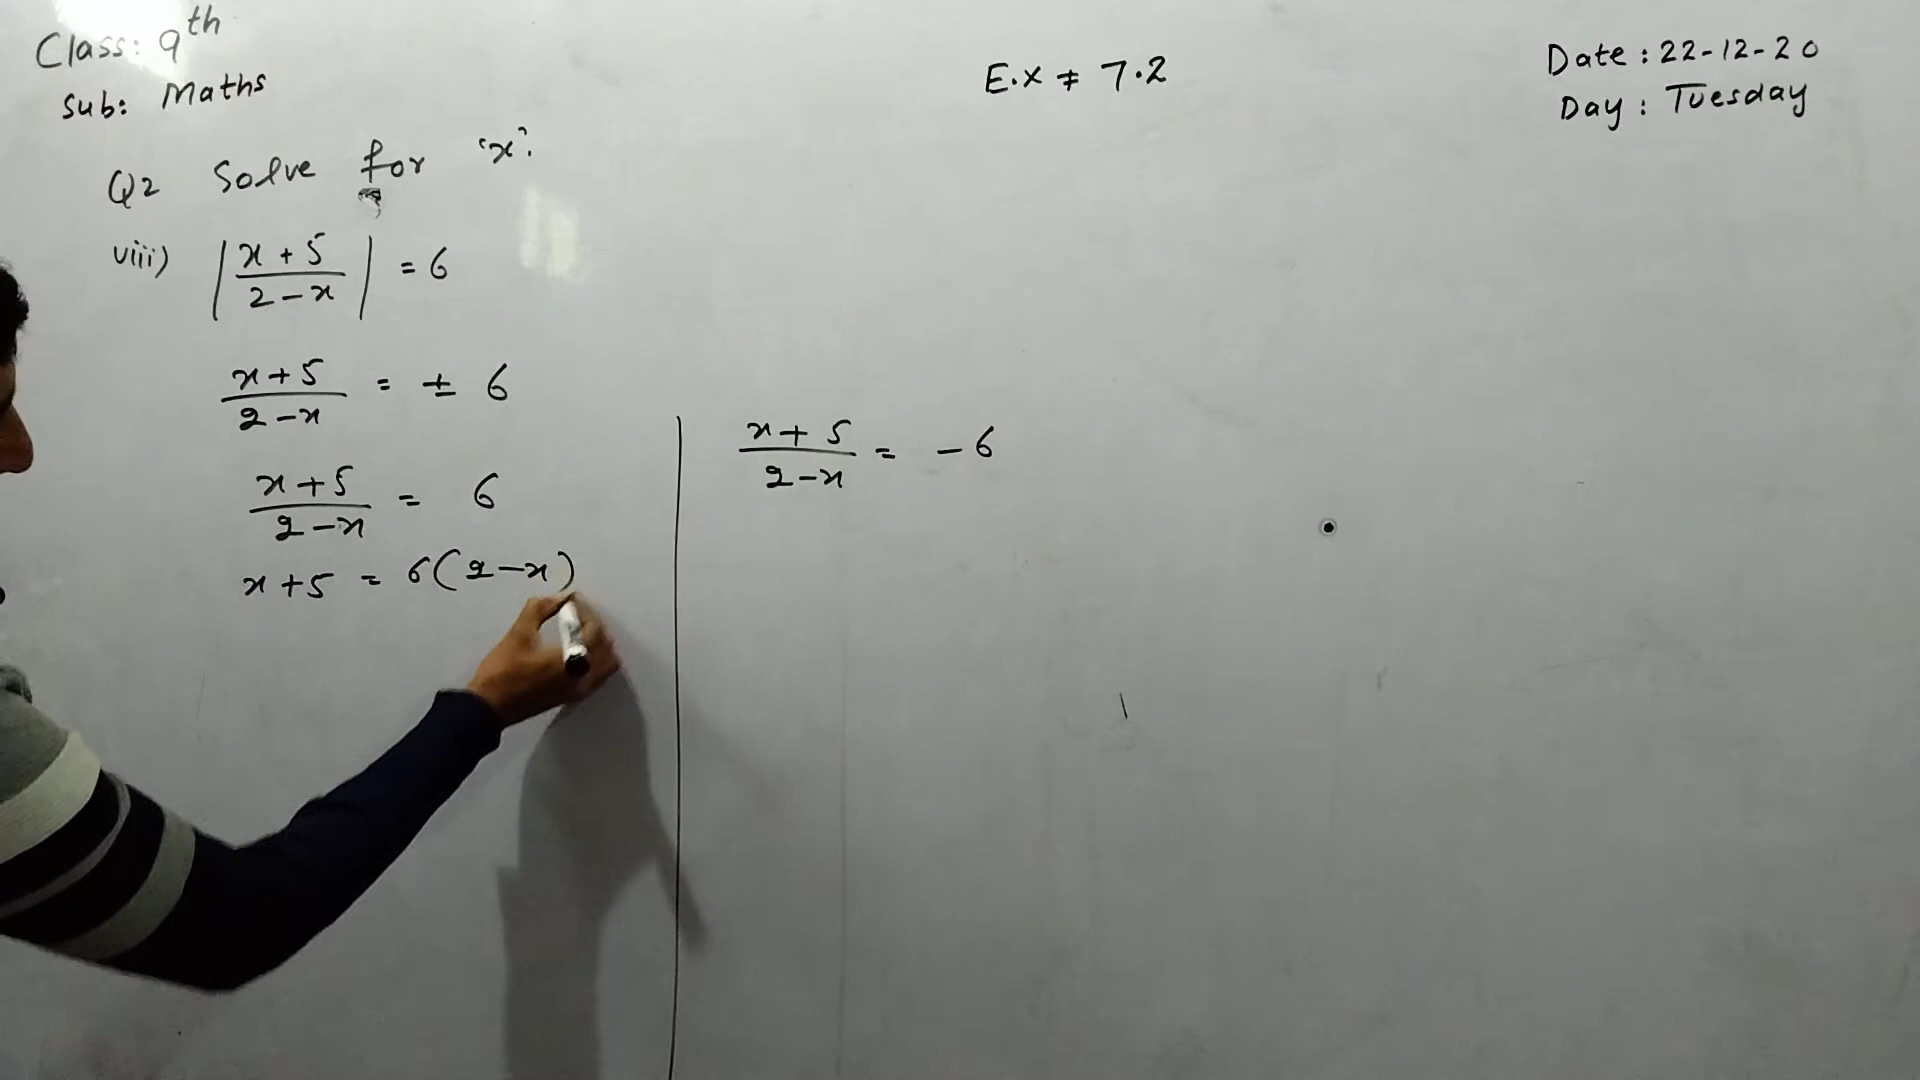 Class: 9th
Sub: Maths
E.x ≠ 7.2
Date: 22-12-20
Day: Tuesday
Q2 Solve for 'x'.
viii) |(x+5)/(2-x)| = 6
(x+5)/(2-x) = ± 6
(x+5)/(2-x) = 6
x+5 = 6(2-x)
(x+5)/(2-x) = -6